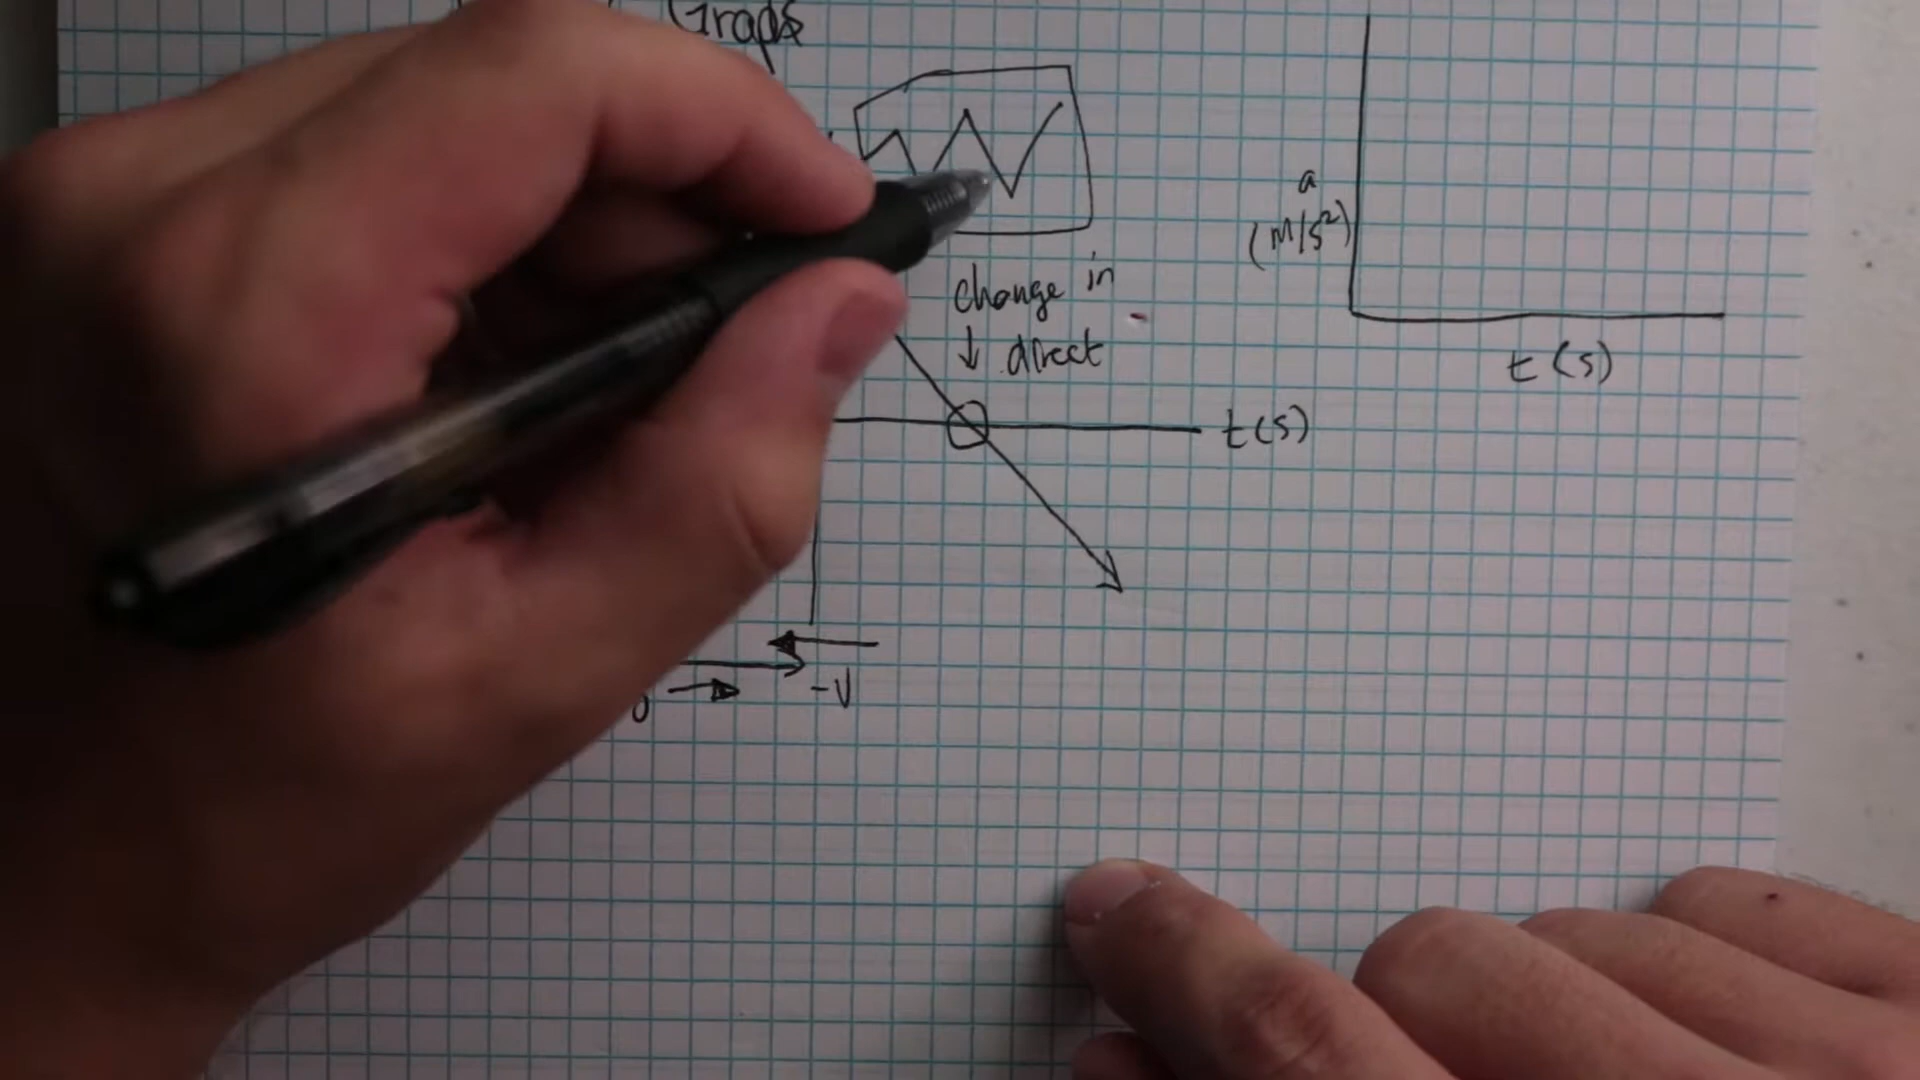 Graphs
a
(m/s²)
change in
↓ direct
t (s)
t (s)
-V